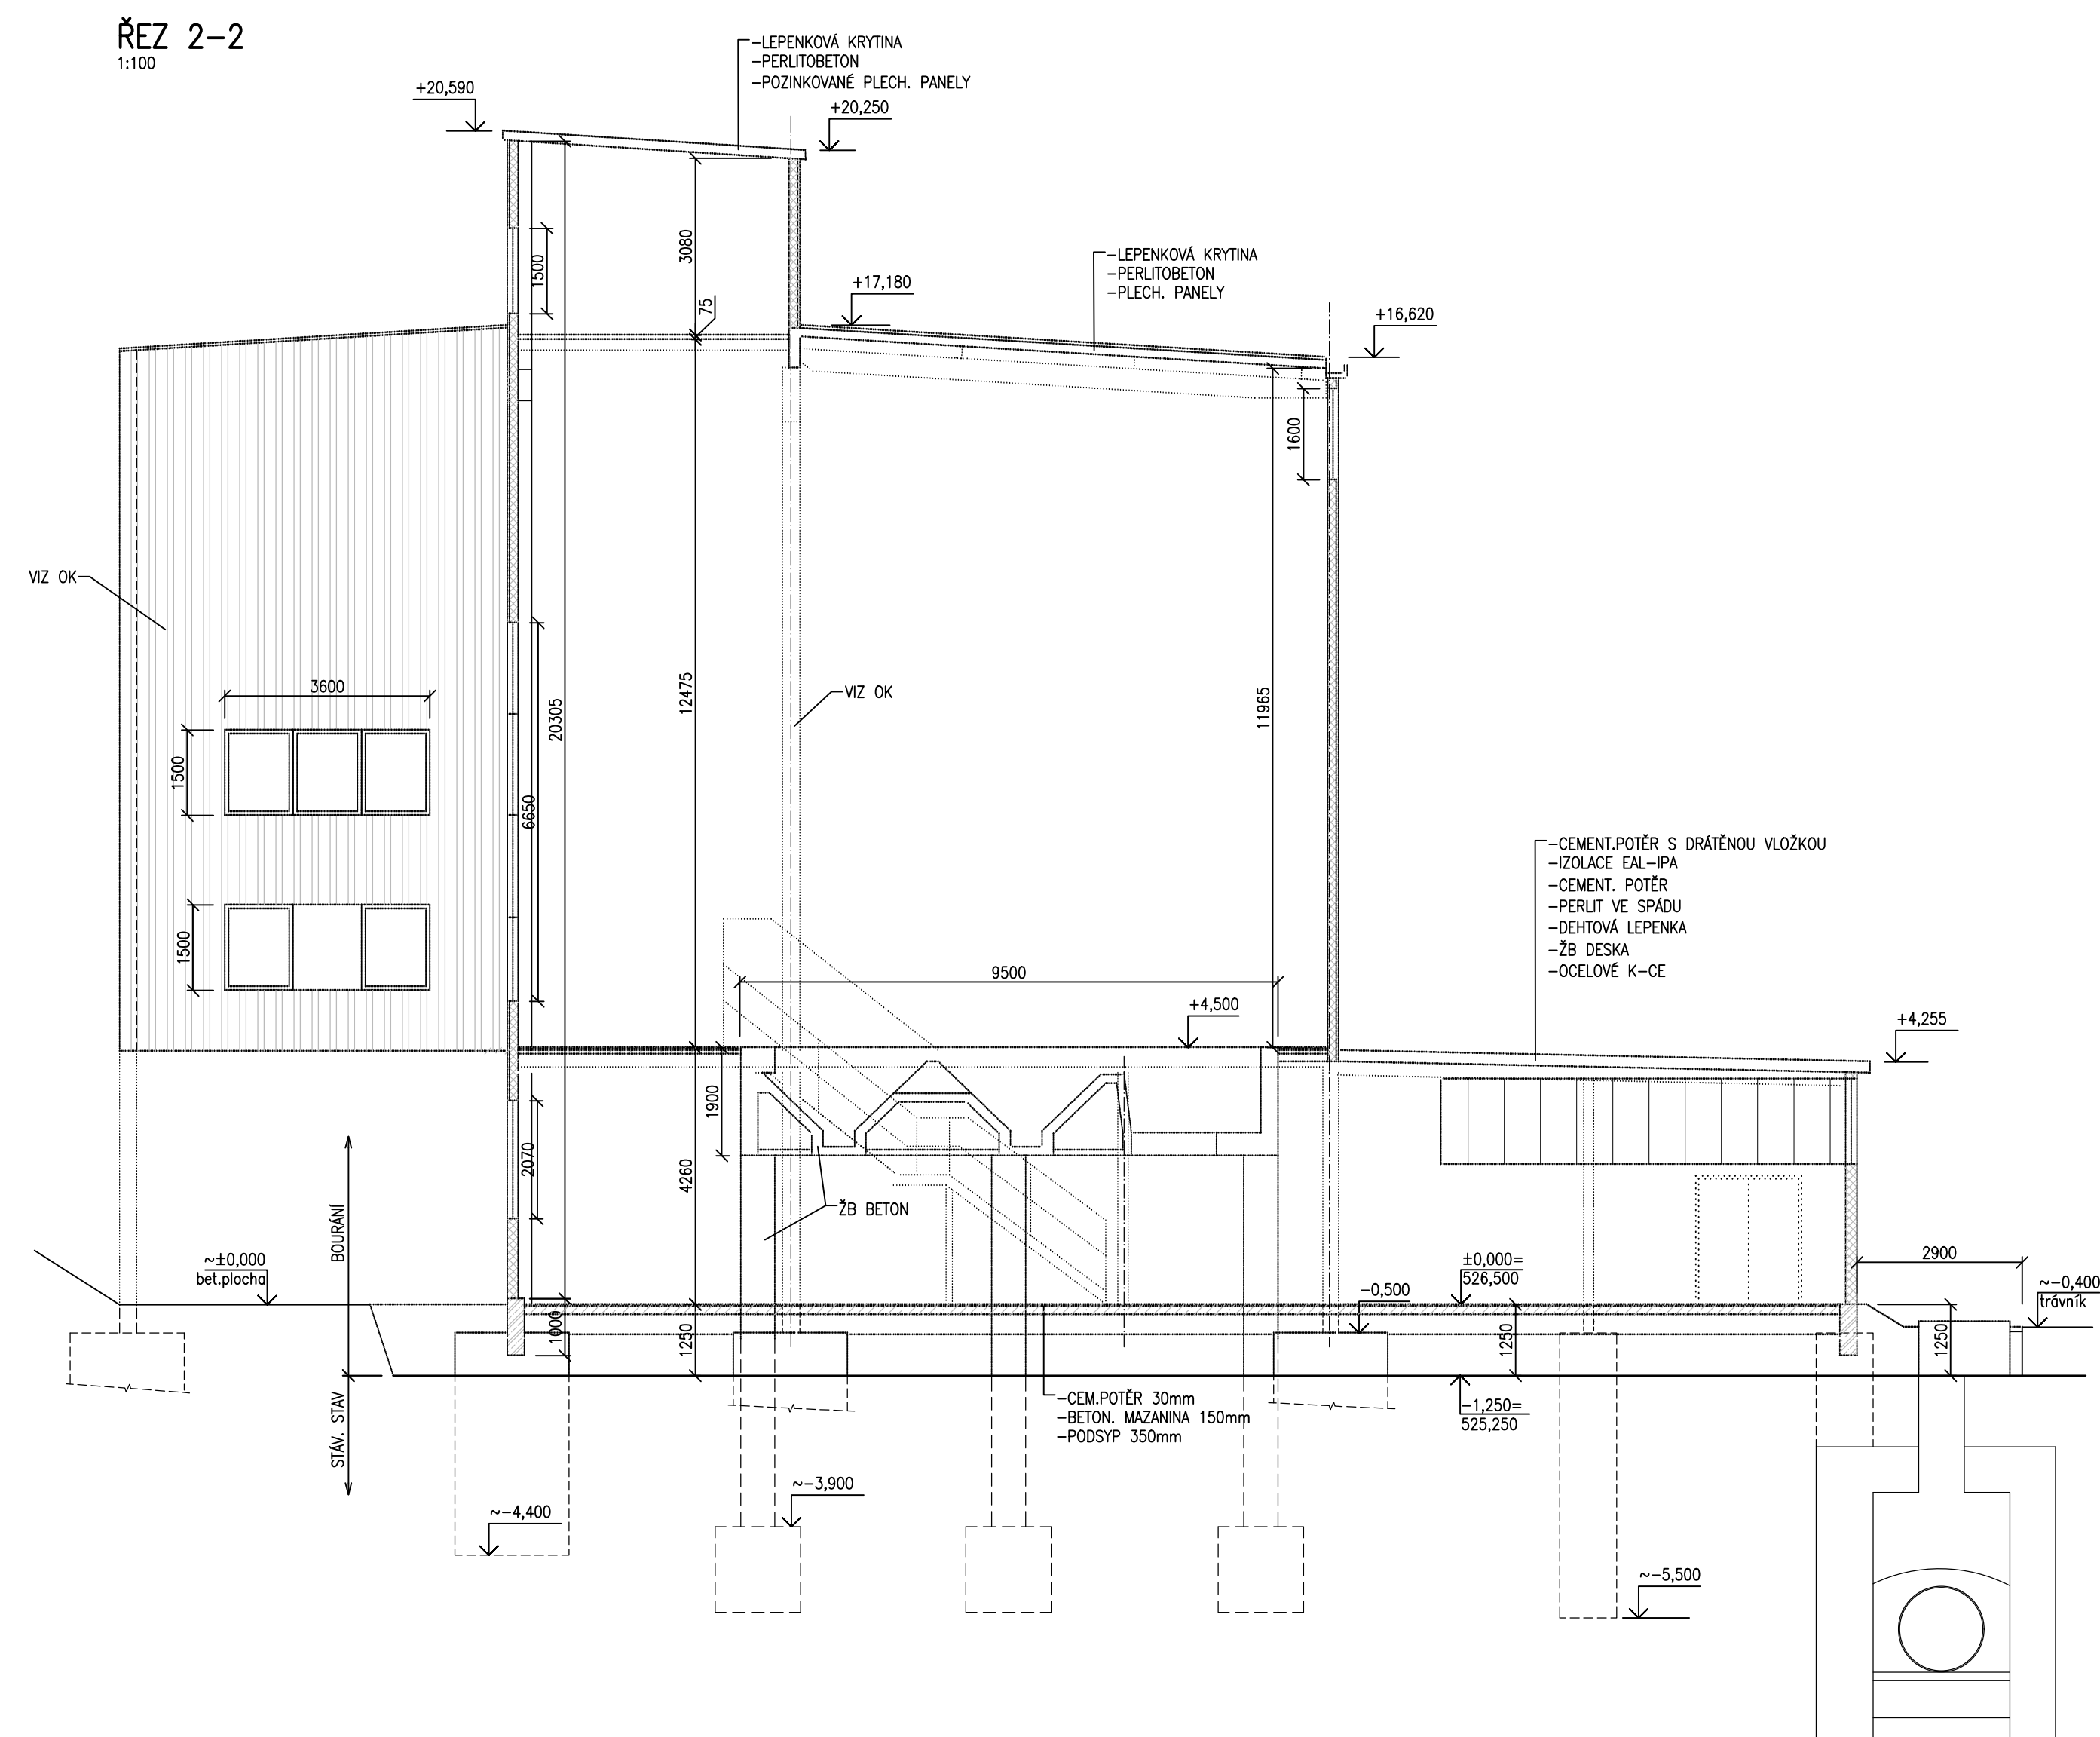 ŘEZ 2-2
1:100
-LEPENKOVÁ KRYTINA
-PERLITOBETON
-POZINKOVANÉ PLECH. PANELY
+20,590
+20,250
3080
1500
75
+17,180
-LEPENKOVÁ KRYTINA
-PERLITOBETON
-PLECH. PANELY
+16,620
1600
VIZ OK
3600
1500
1500
20305
6650
12475
VIZ OK
11965
-CEMENT.POTĚR S DRÁTĚNOU VLOŽKOU
-IZOLACE EAL-IPA
-CEMENT. POTĚR
-PERLIT VE SPÁDU
-DEHTOVÁ LEPENKA
-ŽB DESKA
-OCELOVÉ K-CE
9500
+4,500
+4,255
1900
2070
4260
ŽB BETON
BOURÁNÍ
~±0,000
bet.plocha
±0,000=
526,500
-0,500
2900
~-0,400
trávník
1000
1250
1250
1250
STÁV. STAV
-CEM.POTĚR 30mm
-BETON. MAZANINA 150mm
-PODSYP 350mm
-1,250=
525,250
~-4,400
~-3,900
~-5,500